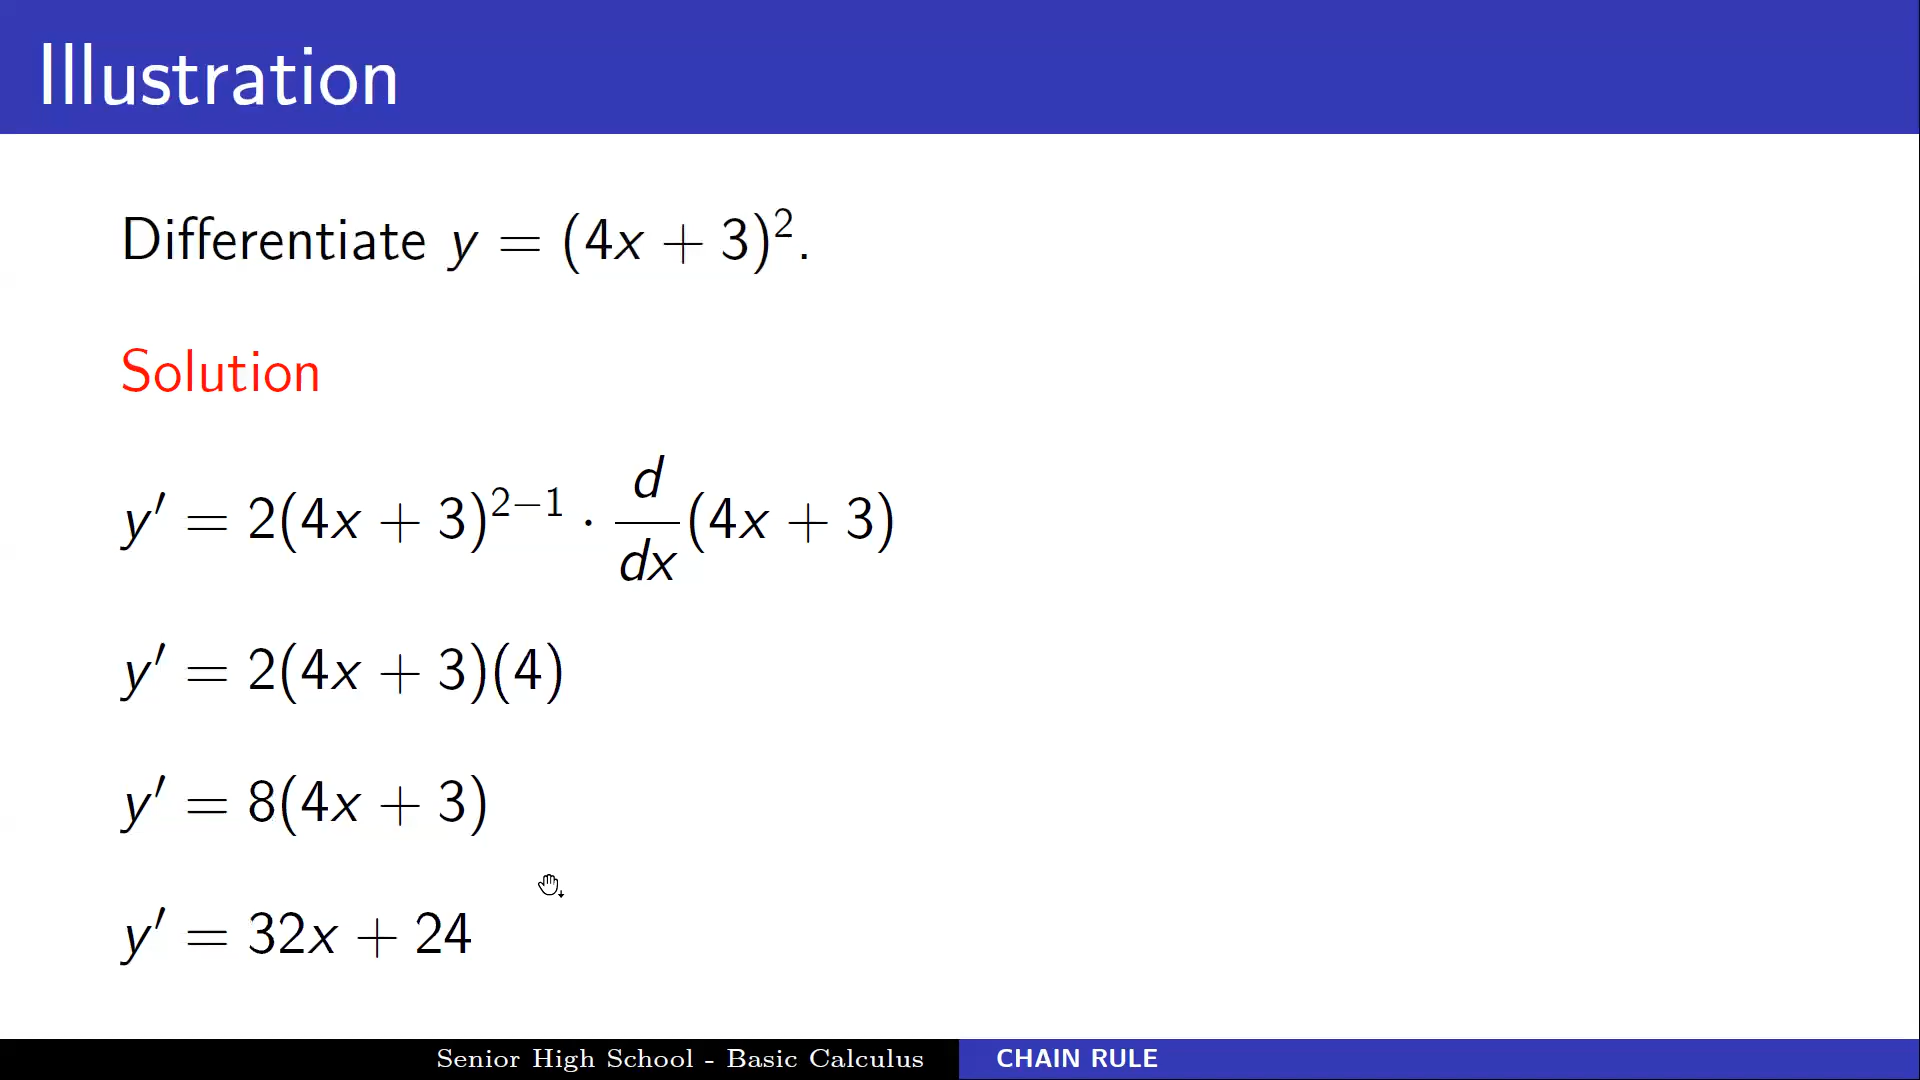 Illustration
Differentiate y = (4x + 3)².
Solution
y′ = 2(4x + 3)²⁻¹ · d/dx (4x + 3)
y′ = 2(4x + 3)(4)
y′ = 8(4x + 3)
y′ = 32x + 24
Senior High School - Basic Calculus CHAIN RULE